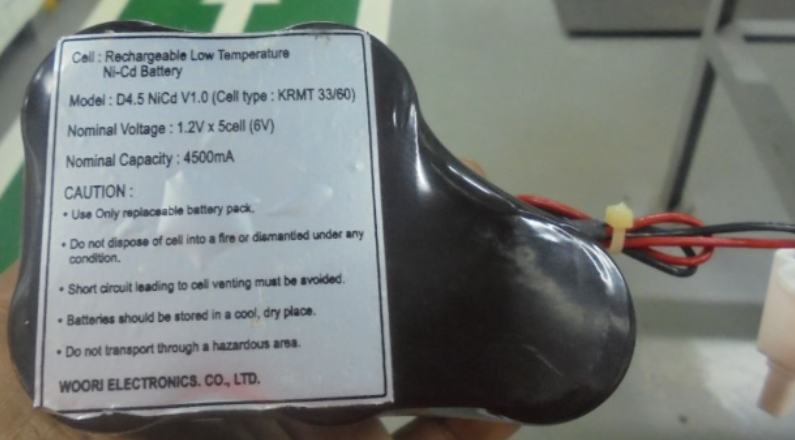 Cell : Rechargeable Low Temperature
Ni-Cd Battery
Model : D4.5 NiCd V1.0 (Cell type : KRMT 33/60)
Nominal Voltage : 1.2V x 5cell (6V)
Nominal Capacity : 4500mA
CAUTION :
• Use Only replaceable battery pack.
• Do not dispose of cell into a fire or dismantled under any
condition.
• Short circuit leading to cell venting must be avoided.
• Batteries should be stored in a cool, dry place.
• Do not transport through a hazardous area.
WOORI ELECTRONICS. CO., LTD.